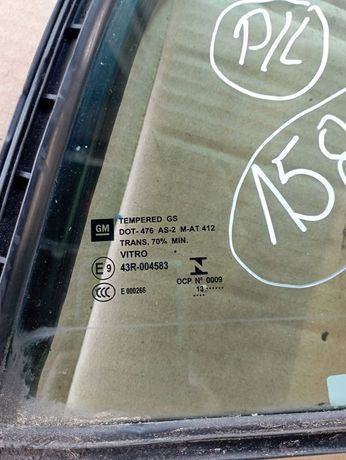 P/L
158
GM
TEMPERED GS
DOT- 476 AS-2 M-AT 412
TRANS. 70% MIN.
VITRO
E 9 43R-004583
CCC E 000266
OCP Nº 0009
13 ······
····